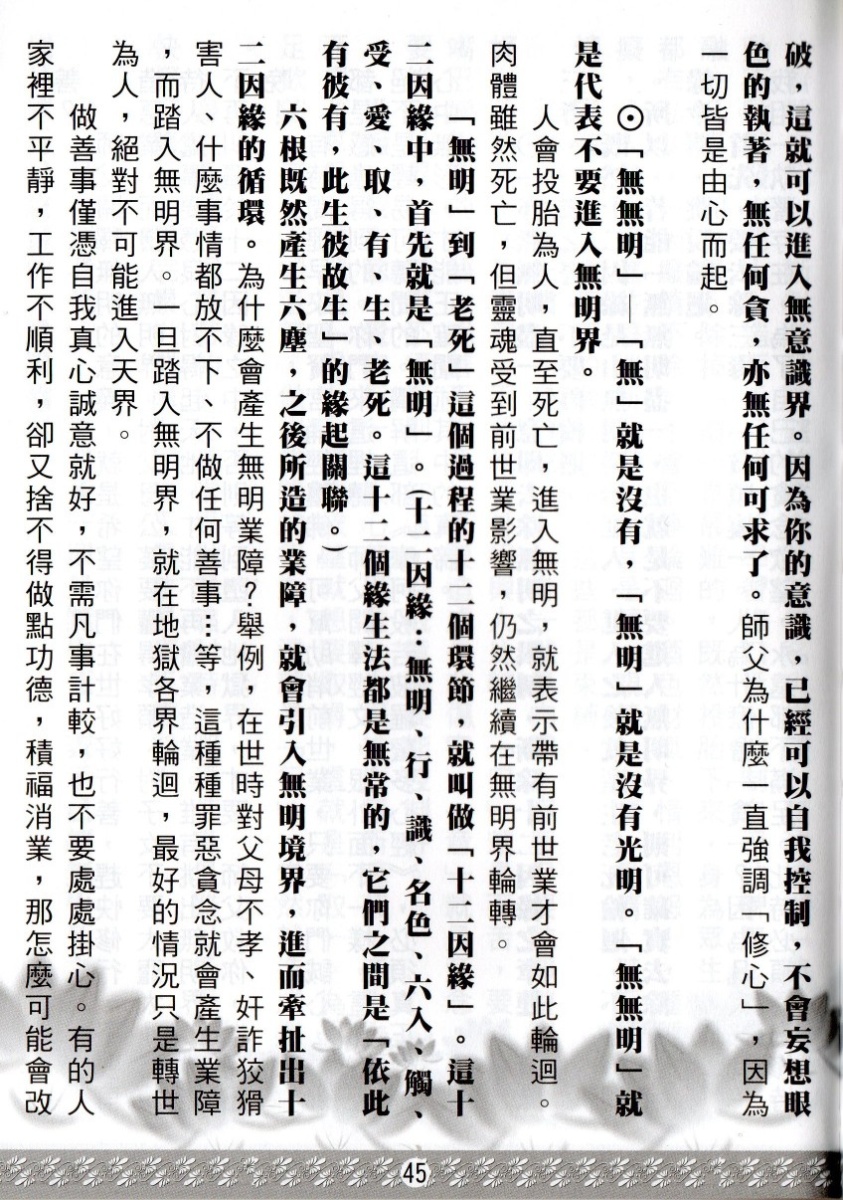 破，這就可以進入無意識界。因為你的意識，已經可以自我控制，不會妄想眼
色的執著，無任何貪，亦無任何可求了。師父為什麼一直強調「修心」，因為
一切皆是由心而起。
⊙「無無明」—「無」就是沒有，「無明」就是沒有光明。「無無明」就
是代表不要進入無明界。
人會投胎為人，直至死亡，進入無明，就表示帶有前世業才會如此輪迴。
肉體雖然死亡，但靈魂受到前世業影響，仍然繼續在無明界輪轉。
「無明」到「老死」這個過程的十二個環節，就叫做「十二因緣」。這十
二因緣中，首先就是「無明」。（十二因緣：無明、行、識、名色、六入、觸、
受、愛、取、有、生、老死。這十二個緣生法都是無常的，它們之間是「依此
有彼有，此生彼故生」的緣起關聯。）
六根既然產生六塵，之後所造的業障，就會引入無明境界，進而牽扯出十
二因緣的循環。為什麼會產生無明業障？舉例，在世時對父母不孝、奸詐狡猾
害人、什麼事情都放不下、不做任何善事…等，這種種罪惡貪念就會產生業障
，而踏入無明界。一旦踏入無明界，就在地獄各界輪迴，最好的情況只是轉世
為人，絕對不可能進入天界。
做善事僅憑自我真心誠意就好，不需凡事計較，也不要處處掛心。有的人
家裡不平靜，工作不順利，卻又捨不得做點功德，積福消業，那怎麼可能會改
45